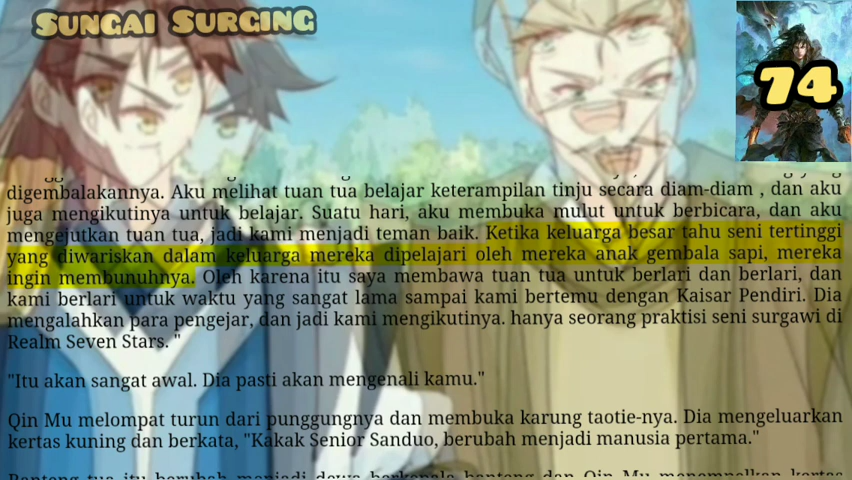 SUNGAI SURGING
74
digembalakannya. Aku melihat tuan tua belajar keterampilan tinju secara diam-diam , dan aku
juga mengikutinya untuk belajar. Suatu hari, aku membuka mulut untuk berbicara, dan aku
mengejutkan tuan tua, jadi kami menjadi teman baik. Ketika keluarga besar tahu seni tertinggi
yang diwariskan dalam keluarga mereka dipelajari oleh mereka anak gembala sapi, mereka
ingin membunuhnya. Oleh karena itu saya membawa tuan tua untuk berlari dan berlari, dan
kami berlari untuk waktu yang sangat lama sampai kami bertemu dengan Kaisar Pendiri. Dia
mengalahkan para pengejar, dan jadi kami mengikutinya. hanya seorang praktisi seni surgawi di
Realm Seven Stars. "
"Itu akan sangat awal. Dia pasti akan mengenali kamu."
Qin Mu melompat turun dari punggungnya dan membuka karung taotie-nya. Dia mengeluarkan
kertas kuning dan berkata, "Kakak Senior Sanduo, berubah menjadi manusia pertama."